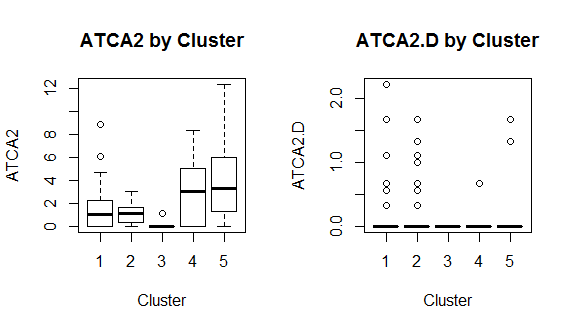 ATCA2 by Cluster
ATCA2
12
8
6
4
2
0
1 2 3 4 5
Cluster
ATCA2.D by Cluster
ATCA2.D
2.0
1.0
0.0
1 2 3 4 5
Cluster